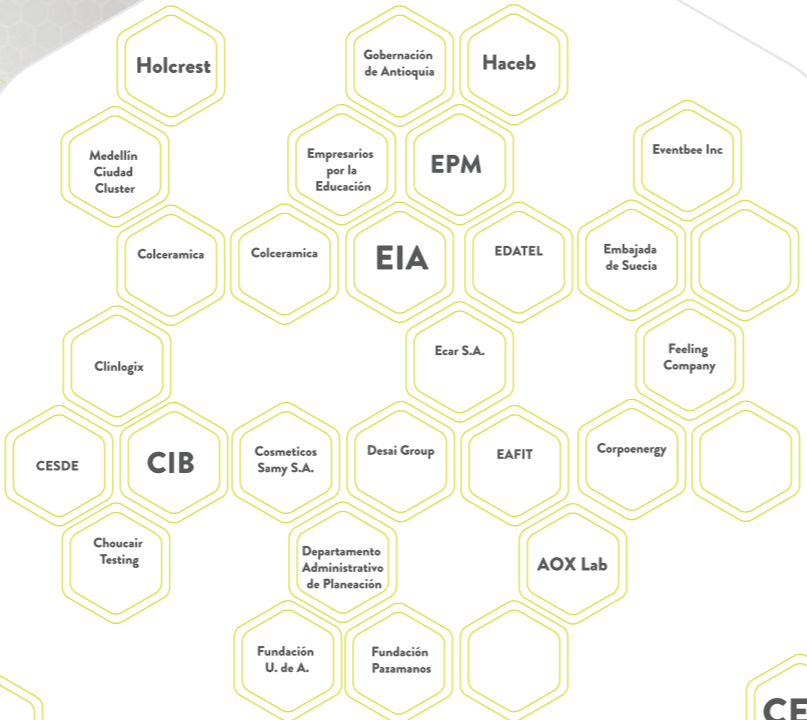 Holcrest
Gobernación
de Antioquia
Haceb
Medellín
Ciudad
Cluster
Empresarios
por la
Educación
EPM
Eventbee Inc
Colceramica
Colceramica
EIA
EDATEL
Embajada
de Suecia
Clinlogix
Ecar S.A.
Feeling
Company
CESDE
CIB
Cosmeticos
Samy S.A.
Desai Group
EAFIT
Corpoenergy
Choucair
Testing
Departamento
Administrativo
de Planeación
AOX Lab
Fundación
U. de A.
Fundación
Pazamanos
CE